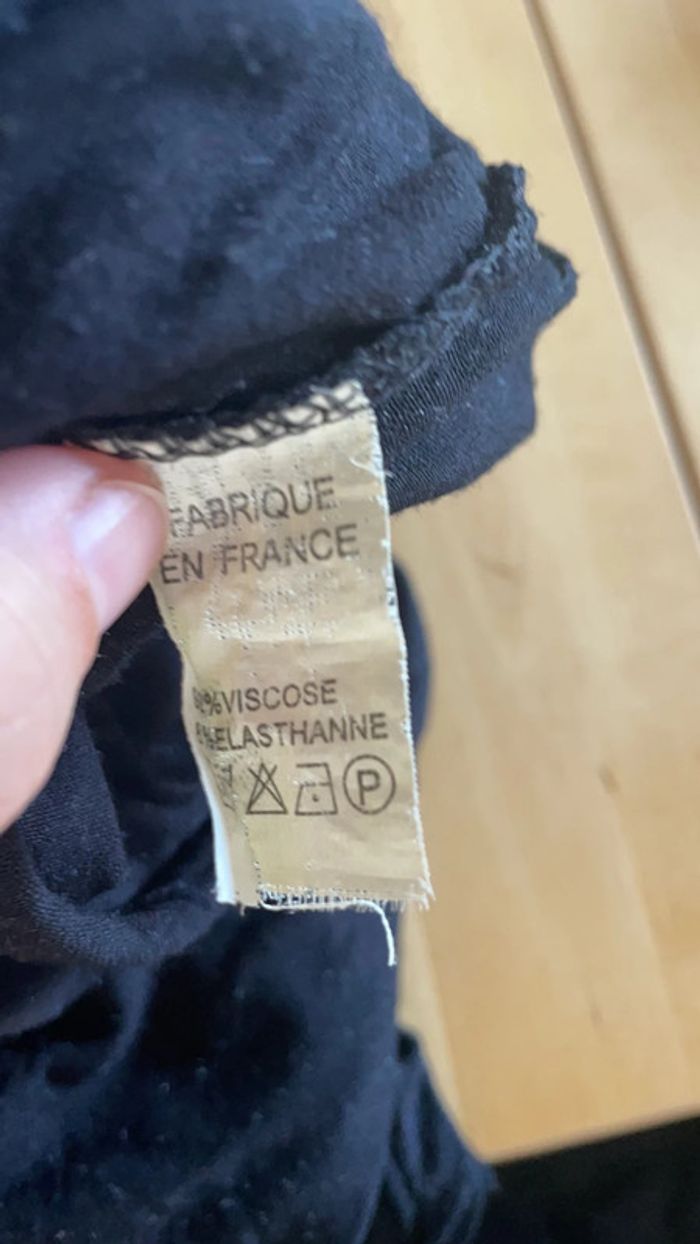 FABRIQUE
EN FRANCE
%VISCOSE
%ELASTHANNE
P